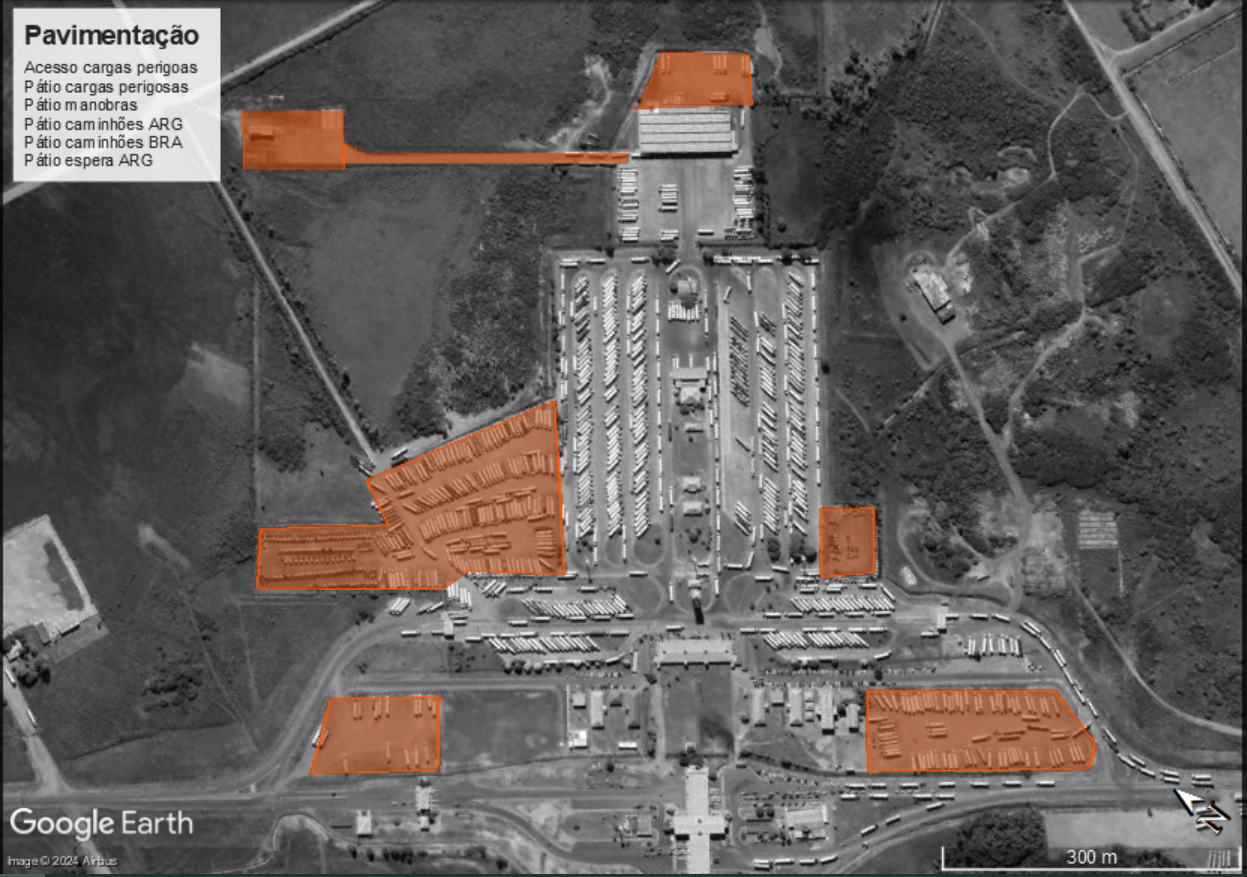 Pavimentação
Acesso cargas perigoas
Pátio cargas perigosas
Pátio manobras
Pátio caminhões ARG
Pátio caminhões BRA
Pátio espera ARG
Google Earth
Image © 2024 Airbus
300 m
N